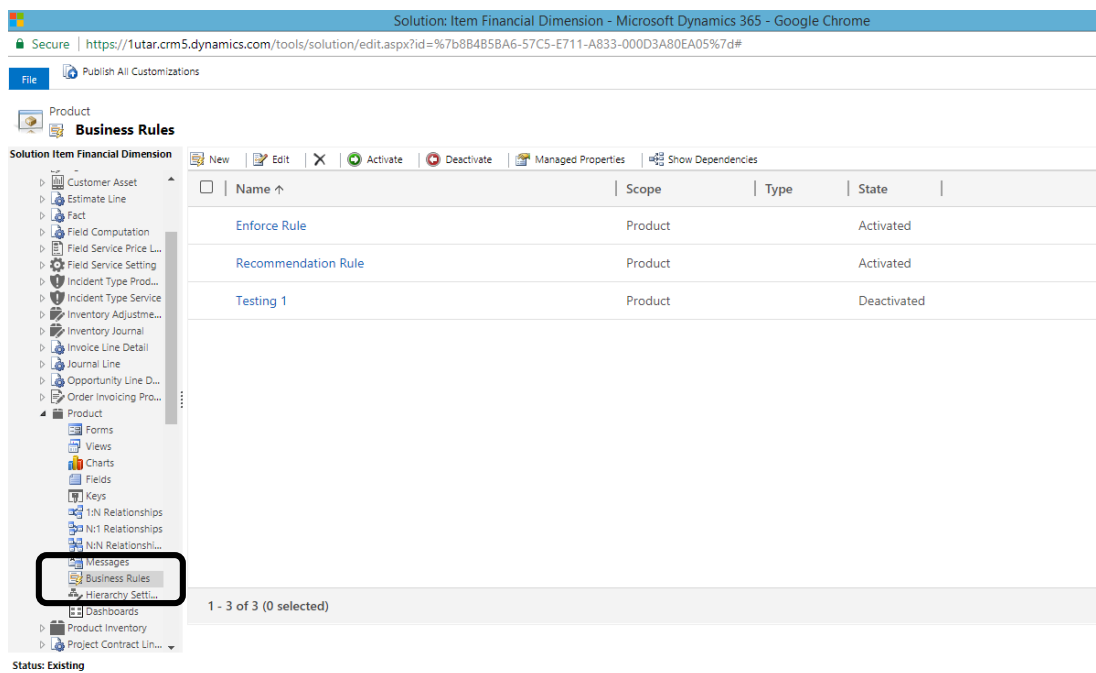 Solution: Item Financial Dimension - Microsoft Dynamics 365 - Google Chrome
Secure | https://1utar.crm5.dynamics.com/tools/solution/edit.aspx?id=%7b8B4B5BA6-57C5-E711-A833-000D3A80EA05%7d#
File Publish All Customizations
Product
Business Rules
Solution Item Financial Dimension
New Edit Activate Deactivate Managed Properties Show Dependencies
Name ↑ Scope Type State
Enforce Rule Product Activated
Recommendation Rule Product Activated
Testing 1 Product Deactivated
Customer Asset
Estimate Line
Fact
Field Computation
Field Service Price L...
Field Service Setting
Incident Type Prod...
Incident Type Service
Inventory Adjustme...
Inventory Journal
Invoice Line Detail
Journal Line
Opportunity Line D...
Order Invoicing Pro...
Product
Forms
Views
Charts
Fields
Keys
1:N Relationships
N:1 Relationships
N:N Relationshi...
Messages
Business Rules
Hierarchy Setti...
Dashboards
Product Inventory
Project Contract Lin...
1 - 3 of 3 (0 selected)
Status: Existing